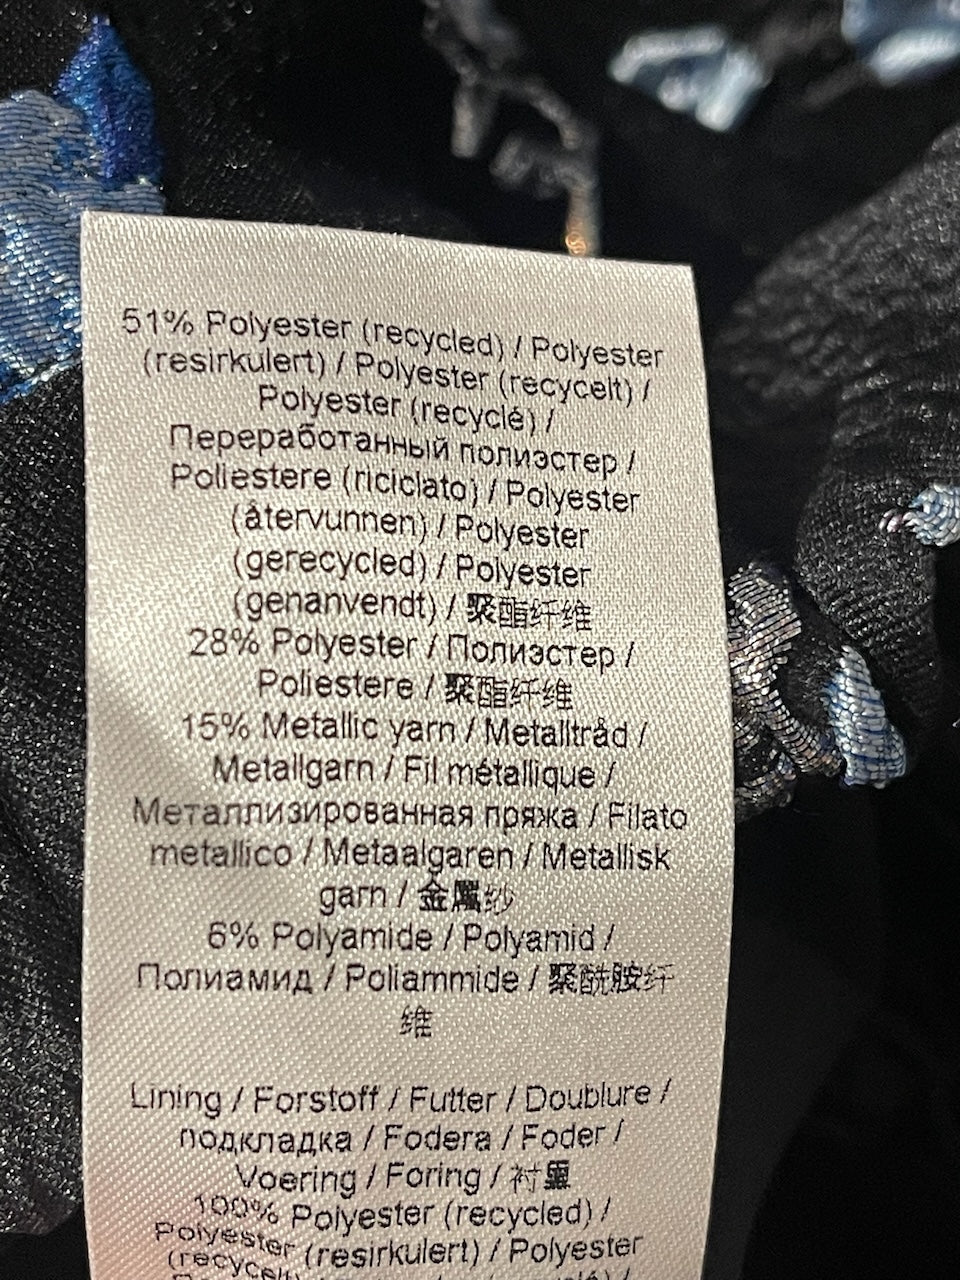 51% Polyester (recycled) / Polyester
(resirkulert) / Polyester (recycelt) /
Polyester (recyclé) /
Переработанный полиэстер /
Poliestere (riciclato) / Polyester
(återvunnen) / Polyester
(gerecycled) / Polyester
(genanvendt) / 聚酯纤维
28% Polyester / Полиэстер /
Poliestere / 聚酯纤维
15% Metallic yarn / Metalltråd /
Metallgarn / Fil métallique /
Металлизированная пряжа / Filato
metallico / Metaalgaren / Metallisk
garn / 金属纱
6% Polyamide / Polyamid /
Полиамид / Poliammide / 聚酰胺纤
维
Lining / Forstoff / Futter / Doublure /
подкладка / Fodera / Foder /
Voering / Foring / 衬里
100% Polyester (recycled) /
Polyester (resirkulert) / Polyester
(recycelt)